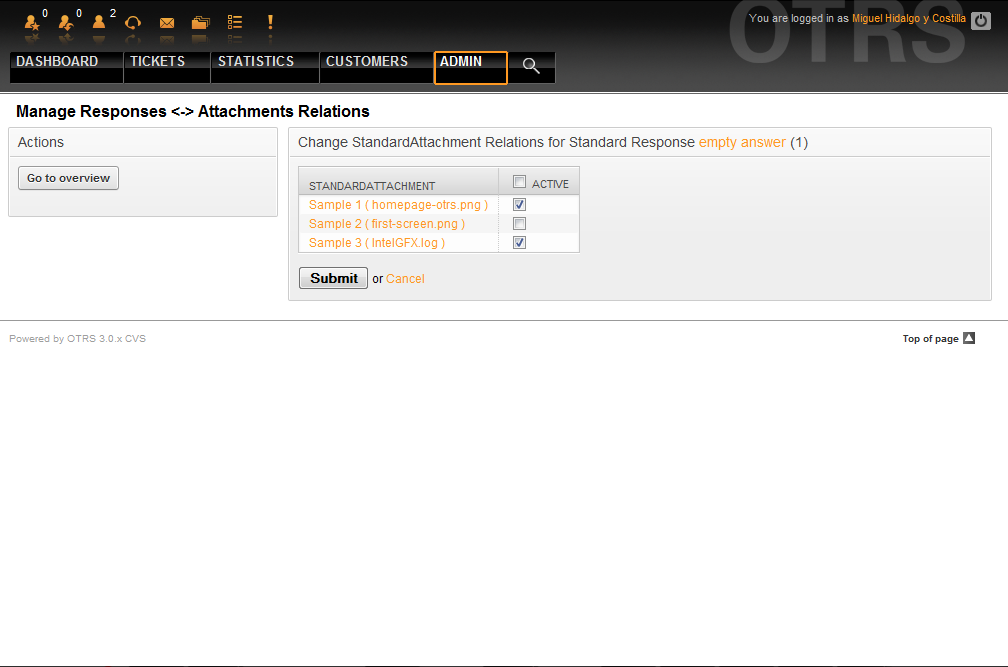 0 0 2
OTRS
You are logged in as Miguel Hidalgo y Costilla
DASHBOARD TICKETS STATISTICS CUSTOMERS ADMIN
Manage Responses <-> Attachments Relations
Actions
Go to overview
Change StandardAttachment Relations for Standard Response empty answer (1)
STANDARDATTACHMENT ACTIVE
Sample 1 ( homepage-otrs.png )
Sample 2 ( first-screen.png )
Sample 3 ( IntelGFX.log )
Submit or Cancel
Powered by OTRS 3.0.x CVS
Top of page